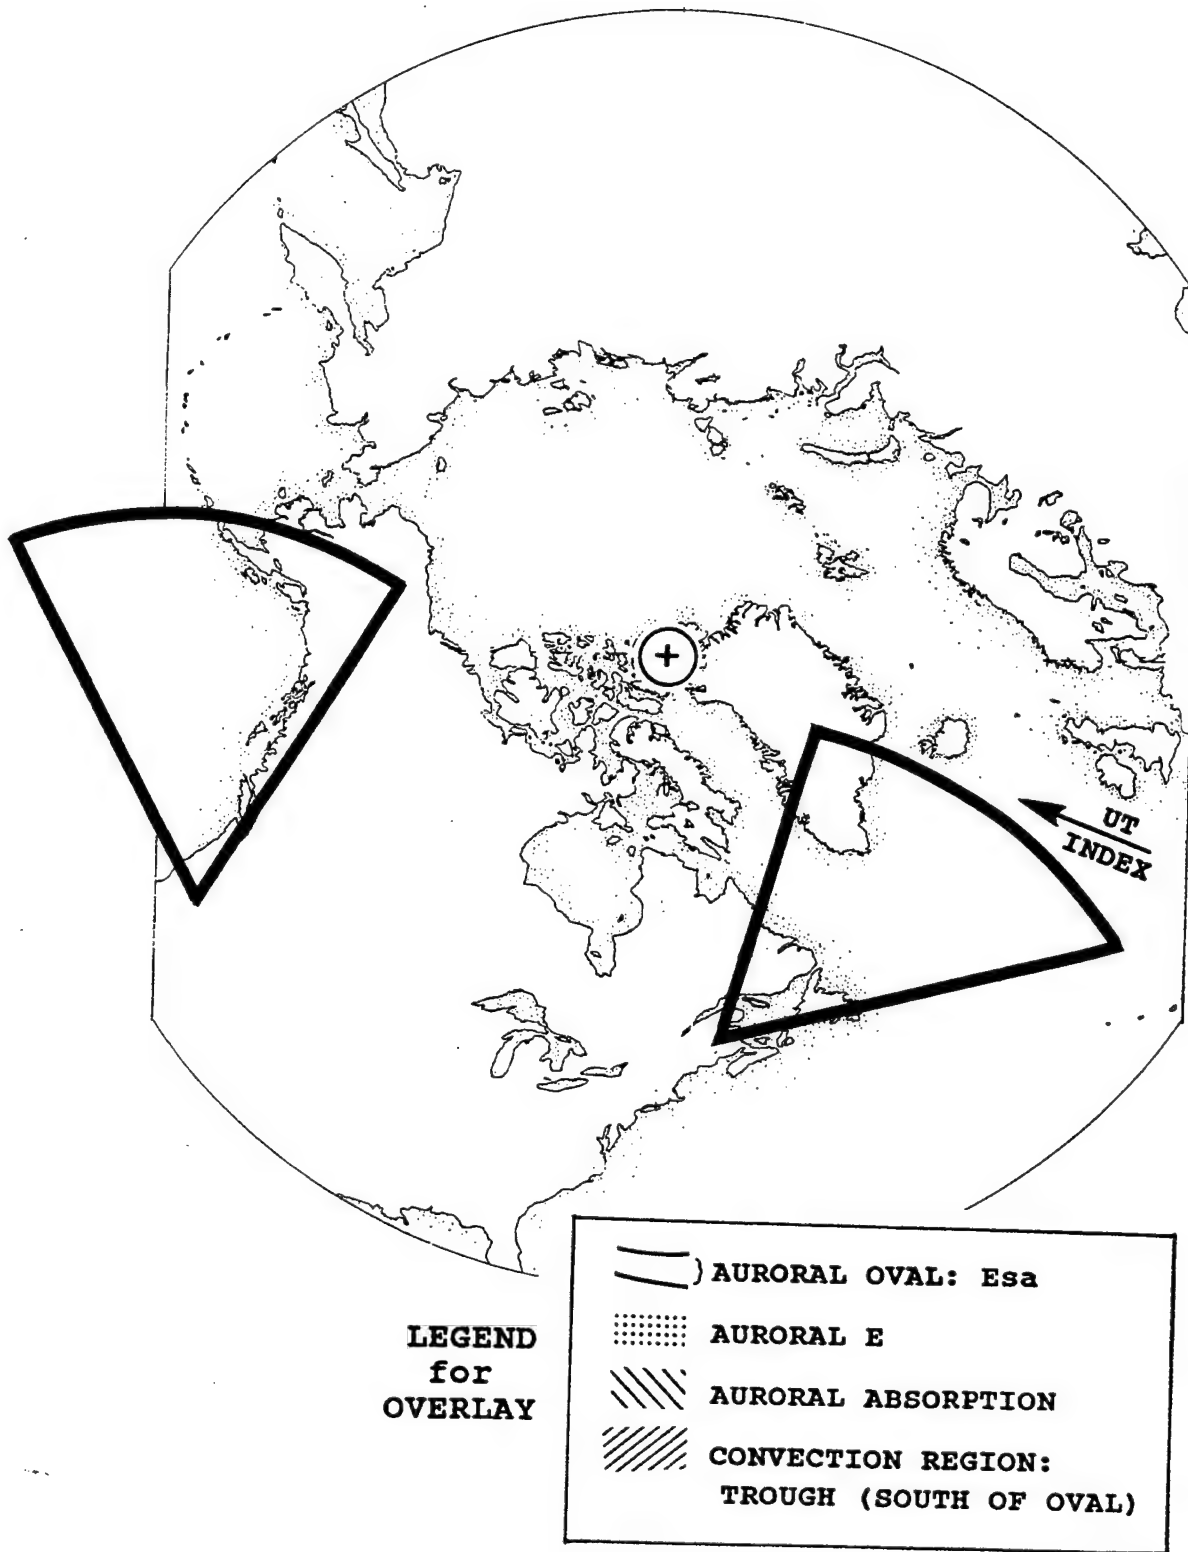 UT
INDEX
LEGEND
for
OVERLAY
AURORAL OVAL: Esa
AURORAL E
AURORAL ABSORPTION
CONVECTION REGION:
TROUGH (SOUTH OF OVAL)